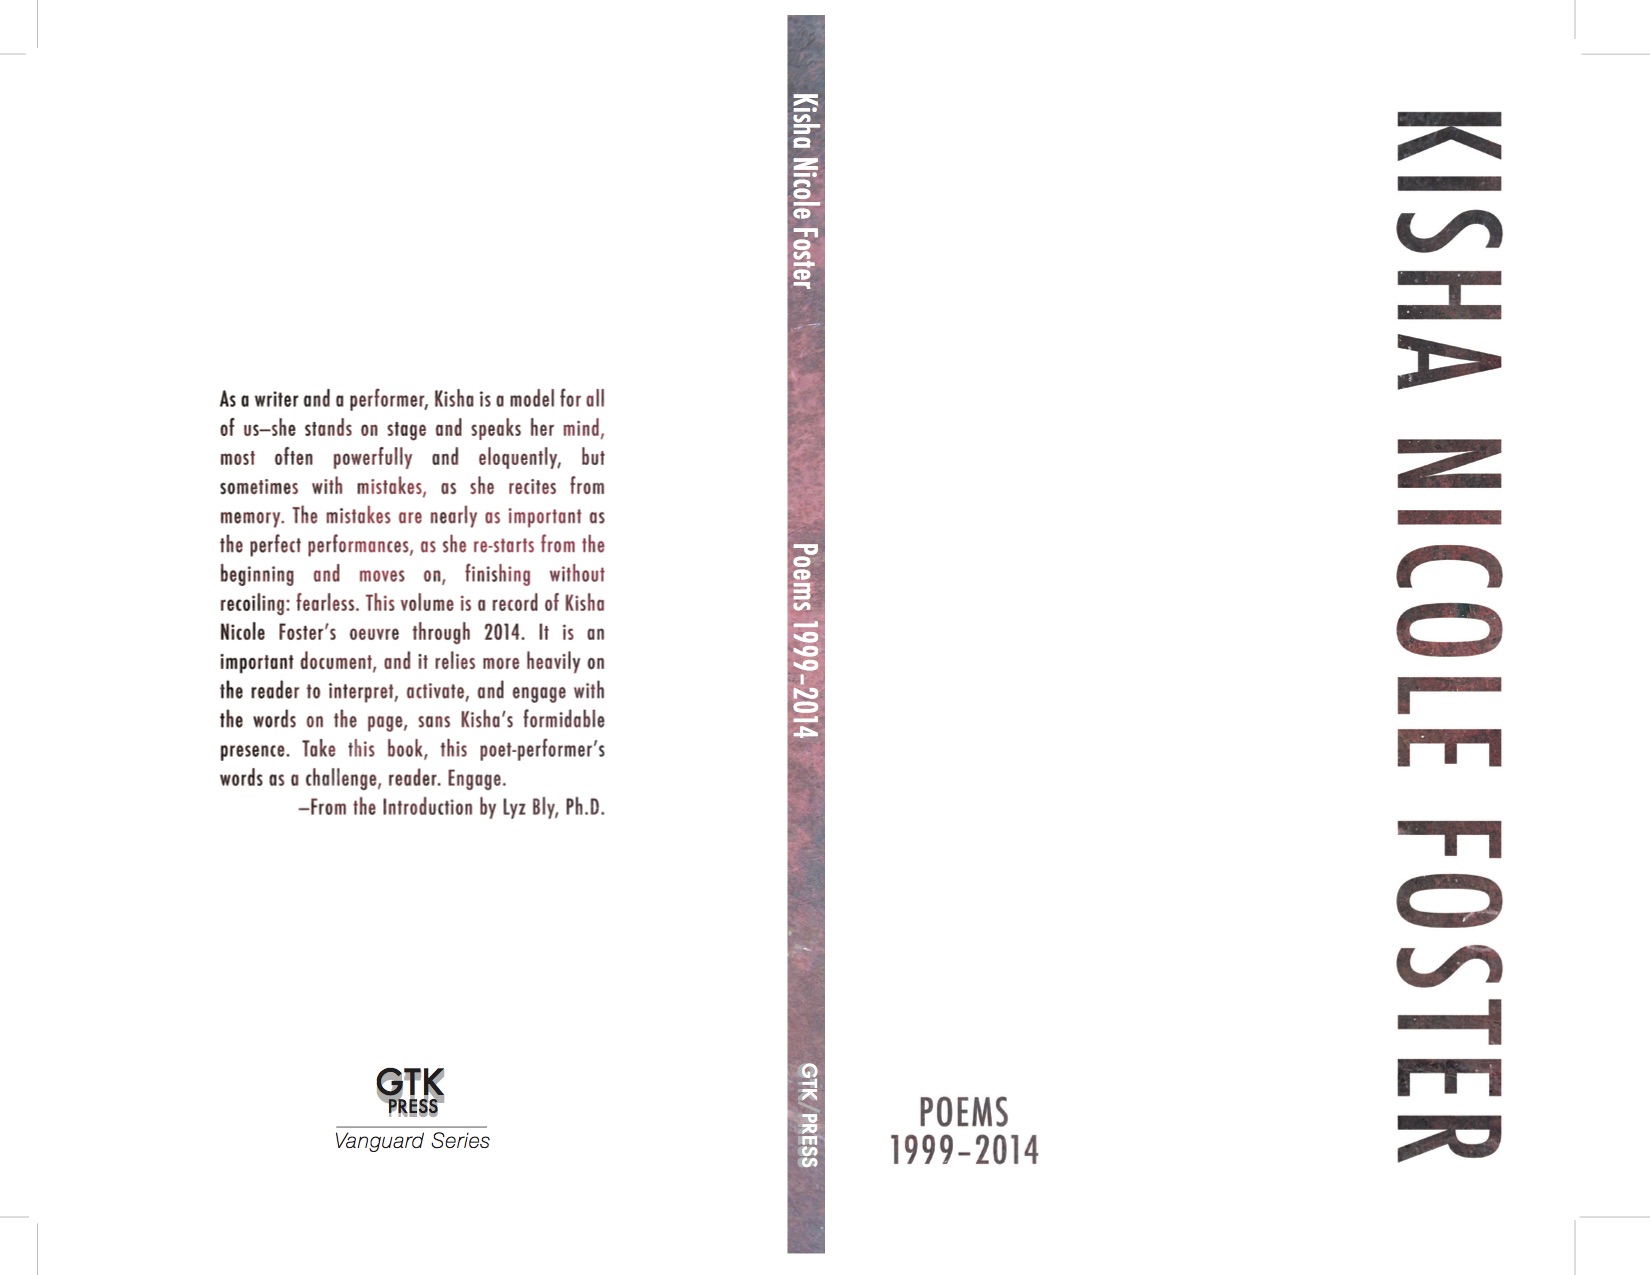 As a writer and a performer, Kisha is a model for all
of us—she stands on stage and speaks her mind,
most often powerfully and eloquently, but
sometimes with mistakes, as she recites from
memory. The mistakes are nearly as important as
the perfect performances, as she re-starts from the
beginning and moves on, finishing without
recoiling: fearless. This volume is a record of Kisha
Nicole Foster's oeuvre through 2014. It is an
important document, and it relies more heavily on
the reader to interpret, activate, and engage with
the words on the page, sans Kisha's formidable
presence. Take this book, this poet-performer's
words as a challenge, reader. Engage.
—From the Introduction by Lyz Bly, Ph.D.
GTK
PRESS
Vanguard Series
Kisha Nicole Foster
Poems 1999–2014
GTK/PRESS
KISHA NICOLE FOSTER
POEMS
1999–2014